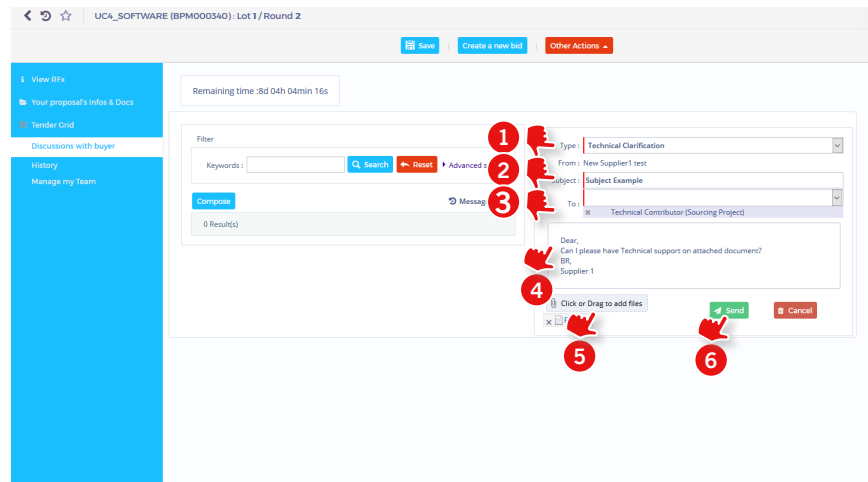 UC4_SOFTWARE (BPM000340) : Lot 1 / Round 2
Save
Create a new bid
Other Actions
View RFx
Your proposal's Infos & Docs
Tender Grid
Discussions with buyer
History
Manage my Team
Remaining time :8d 04h 04min 16s
Filter
Keywords :
Search
Reset
Advanced
Compose
0 Result(s)
1
Type :
Technical Clarification
2
From : New Supplier1 test
Subject :
Subject Example
3
To :
Technical Contributor (Sourcing Project)
Dear,
Can I please have Technical support on attached document?
BR,
Supplier 1
4
Click or Drag to add files
Send
Cancel
5
6